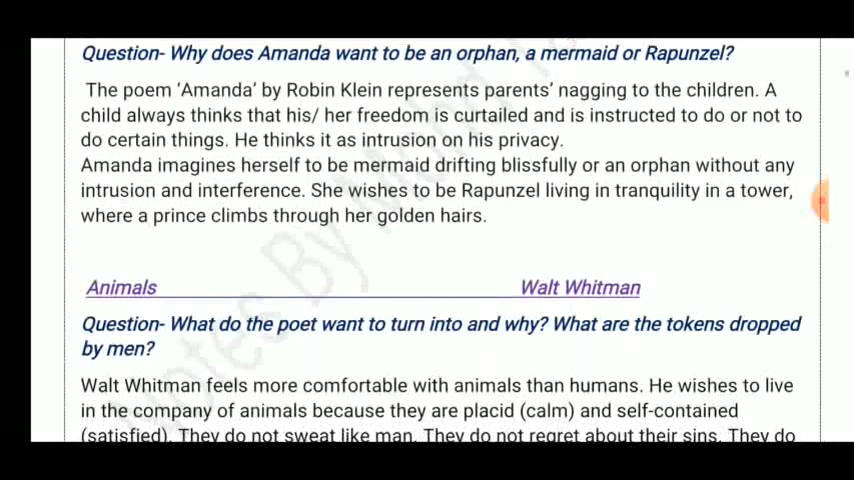 Question- Why does Amanda want to be an orphan, a mermaid or Rapunzel?
The poem ‘Amanda’ by Robin Klein represents parents’ nagging to the children. A
child always thinks that his/ her freedom is curtailed and is instructed to do or not to
do certain things. He thinks it as intrusion on his privacy.
Amanda imagines herself to be mermaid drifting blissfully or an orphan without any
intrusion and interference. She wishes to be Rapunzel living in tranquility in a tower,
where a prince climbs through her golden hairs.
Animals Walt Whitman
Question- What do the poet want to turn into and why? What are the tokens dropped
by men?
Walt Whitman feels more comfortable with animals than humans. He wishes to live
in the company of animals because they are placid (calm) and self-contained
(satisfied). They do not sweat like man. They do not regret about their sins. They do
Notes By